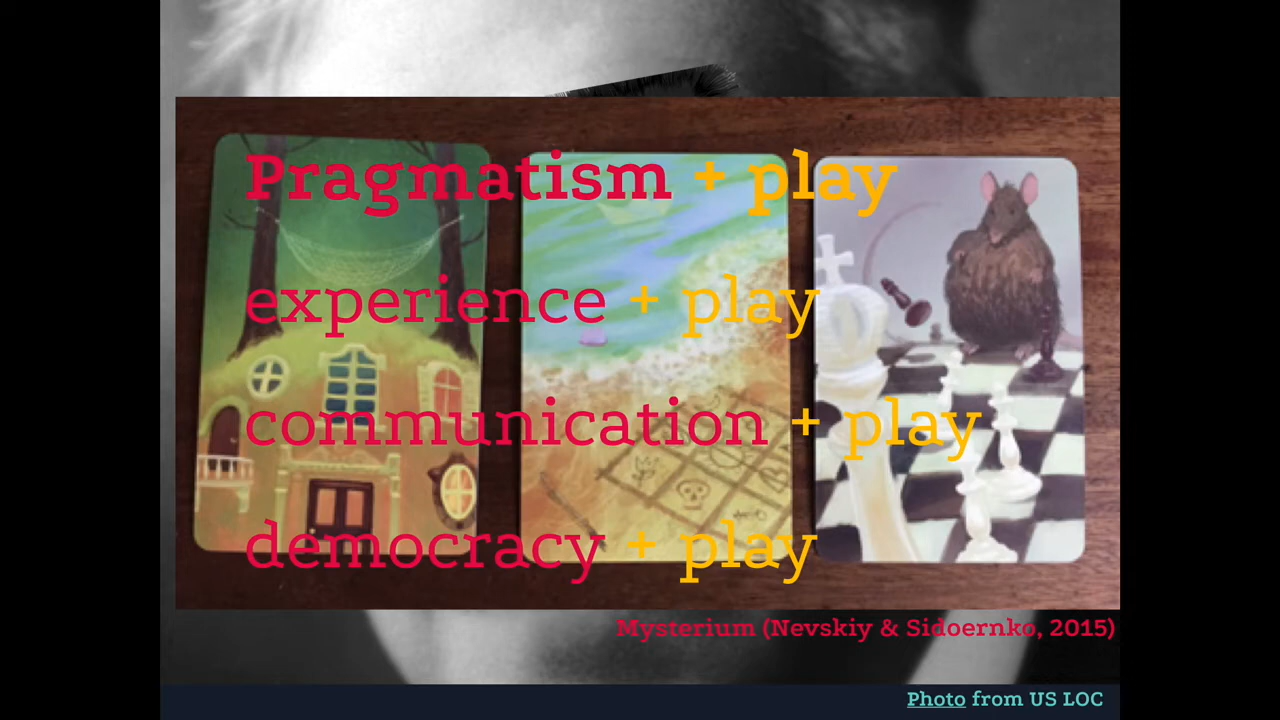 Pragmatism + play
experience + play
communication + play
democracy + play
Mysterium (Nevskiy & Sidoernko, 2015)
Photo from US LOC